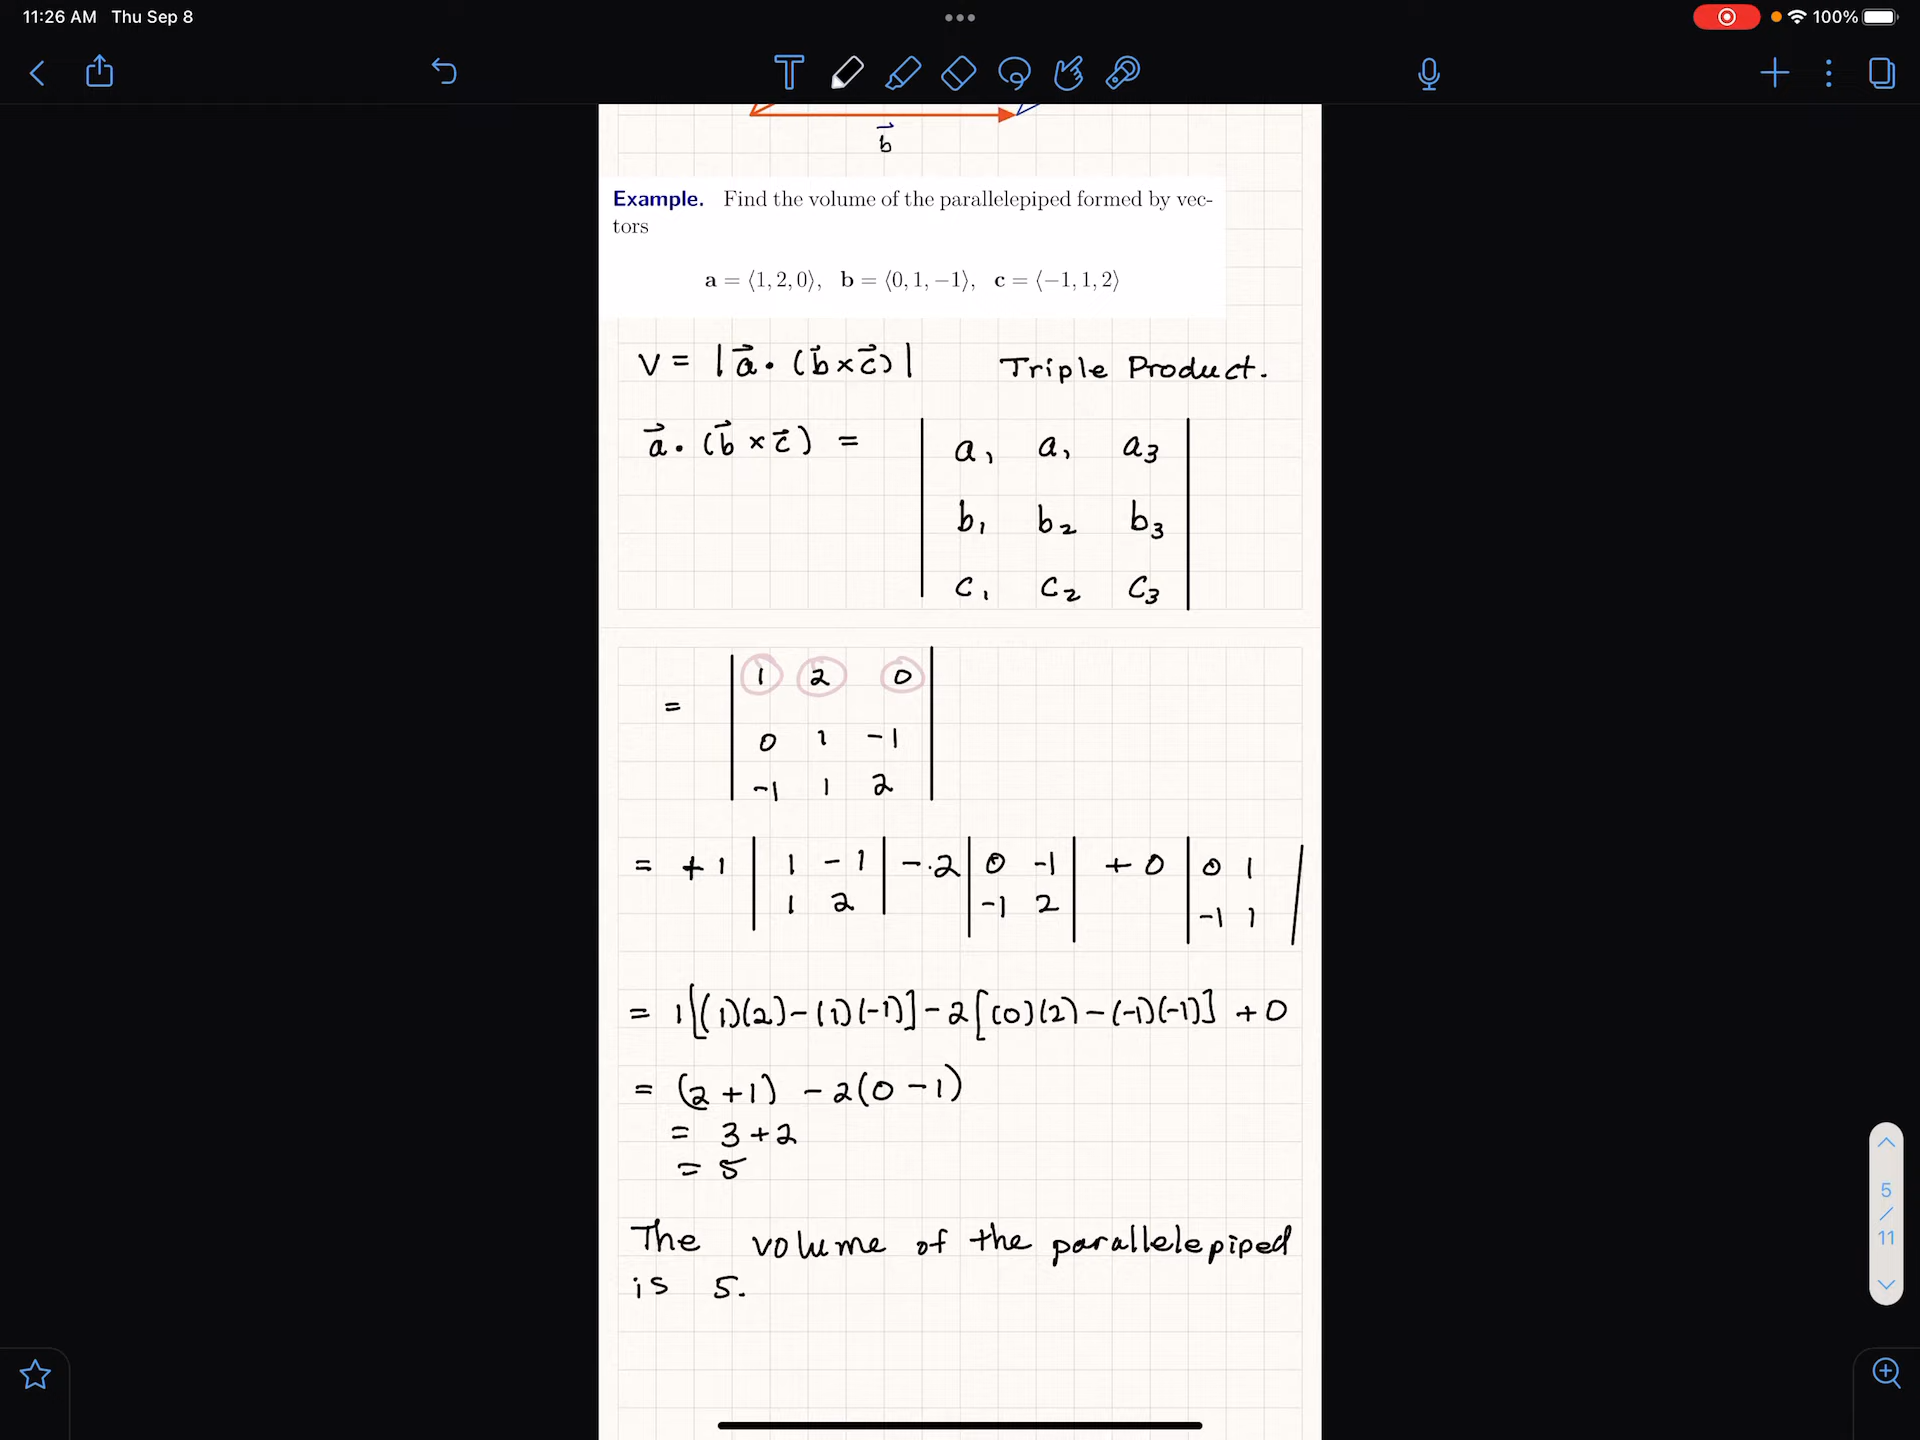 11:26 AM Thu Sep 8
100%
b⃗
Example. Find the volume of the parallelepiped formed by vec-
tors
a = ⟨1, 2, 0⟩, b = ⟨0, 1, −1⟩, c = ⟨−1, 1, 2⟩
V = |a⃗ · (b⃗ × c⃗)| Triple Product.
a⃗ · (b⃗ × c⃗) = | a₁ a₁ a₃ |
| b₁ b₂ b₃ |
| c₁ c₂ c₃ |
= | 1 2 0 |
| 0 1 -1 |
| -1 1 2 |
= +1 | 1 -1 | -·2 | 0 -1 | +0 | 0 1 |
| 1 2 | | -1 2 | | -1 1 |
= 1[(1)(2)-(1)(-1)] -2[(0)(2)-(-1)(-1)] +0
= (2+1) -2(0-1)
= 3+2
= 5
The volume of the parallelepiped
is 5.
5
/
11